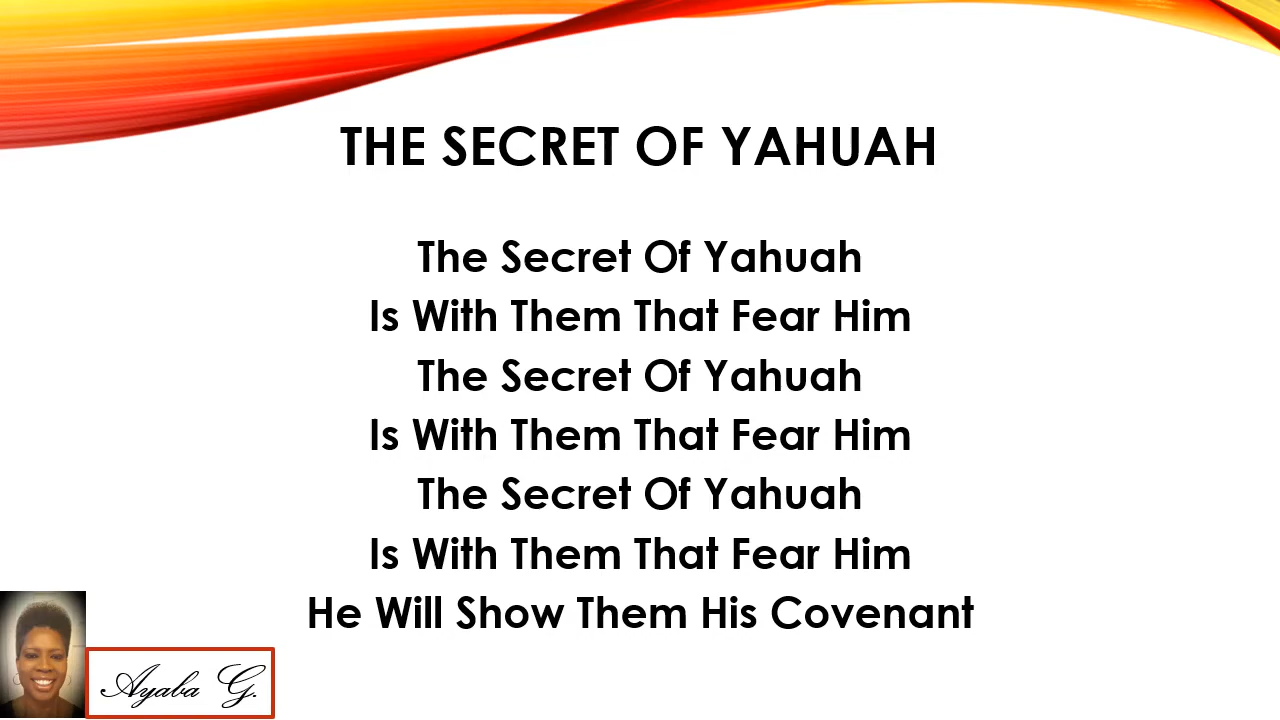 THE SECRET OF YAHUAH
The Secret Of Yahuah
Is With Them That Fear Him
The Secret Of Yahuah
Is With Them That Fear Him
The Secret Of Yahuah
Is With Them That Fear Him
He Will Show Them His Covenant
Ayaba G.